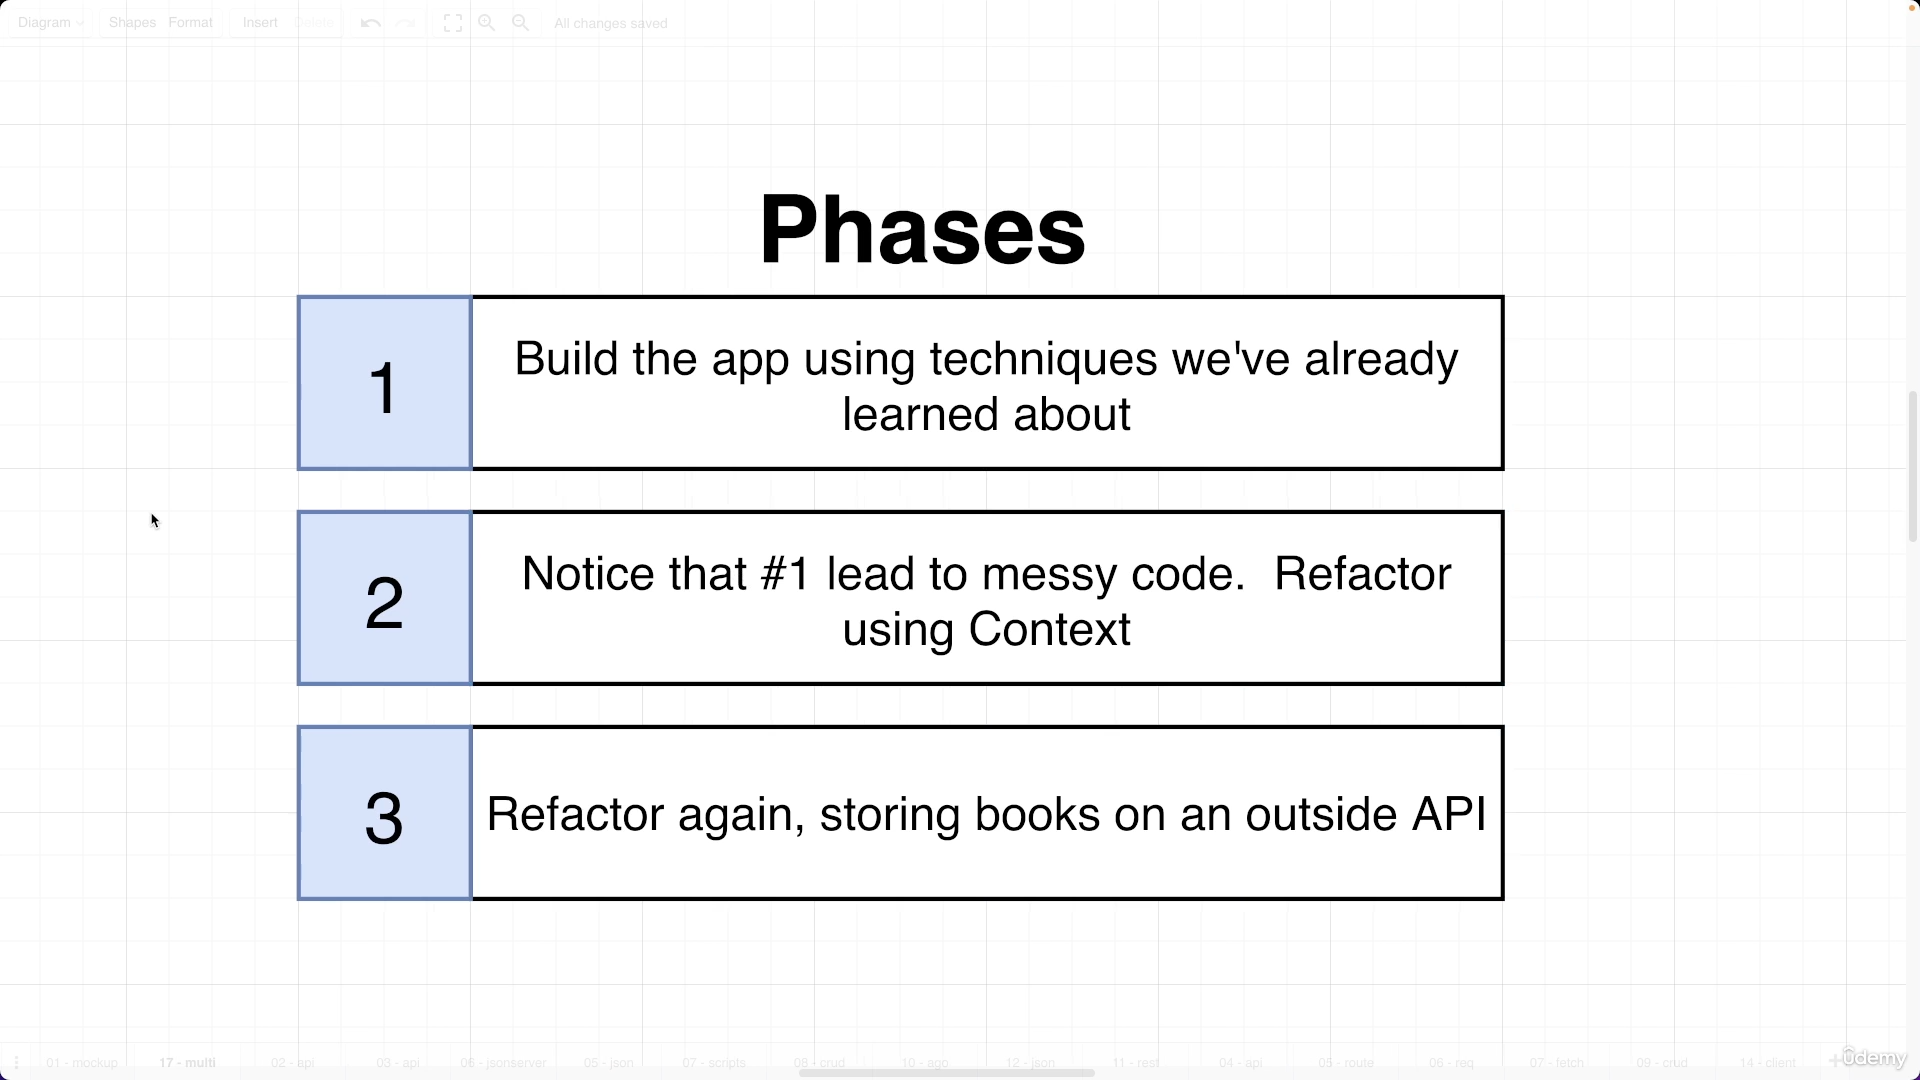 Diagram Shapes Format Insert Delete All changes saved
Phases
1
Build the app using techniques we've already
learned about
2
Notice that #1 lead to messy code.  Refactor
using Context
3
Refactor again, storing books on an outside API
01 - mockup 17 - multi 02 - api 03 - api 06 - jsonserver 05 - json 07 - scripts 08 - crud 10 - ago 12 - json 11 - rest 04 - api 05 - route 06 - req 07 - fetch 09 - crud 14 - client
ûdemy